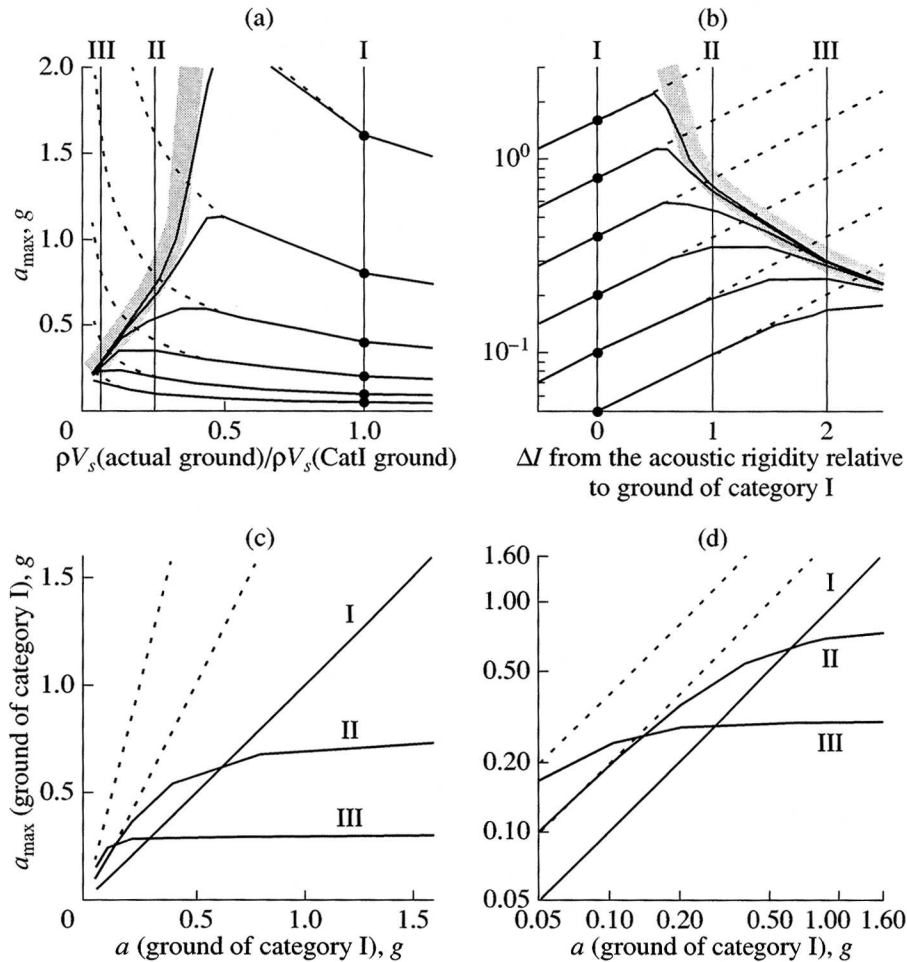 (a)
III II I
2.0
1.5
1.0
0.5
0 0.5 1.0
a_max, g
ρV_s(actual ground)/ρV_s(CatI ground)
(b)
I II III
10⁰
10⁻¹
0 1 2
ΔI from the acoustic rigidity relative
to ground of category I
(c)
1.5
1.0
0.5
0 0.5 1.0 1.5
I
II
III
a_max (ground of category I), g
a (ground of category I), g
(d)
1.60
1.00
0.50
0.20
0.10
0.05
0.05 0.10 0.20 0.50 1.00 1.60
I
II
III
a (ground of category I), g